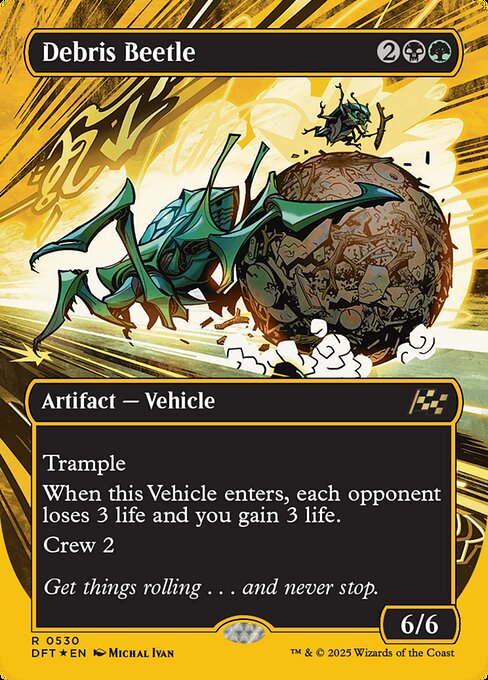 Debris Beetle 2
Artifact — Vehicle
Trample
When this Vehicle enters, each opponent
loses 3 life and you gain 3 life.
Crew 2
Get things rolling . . . and never stop.
6/6
R 0530
DFT ★ EN Michal Ivan
™ & © 2025 Wizards of the Coast